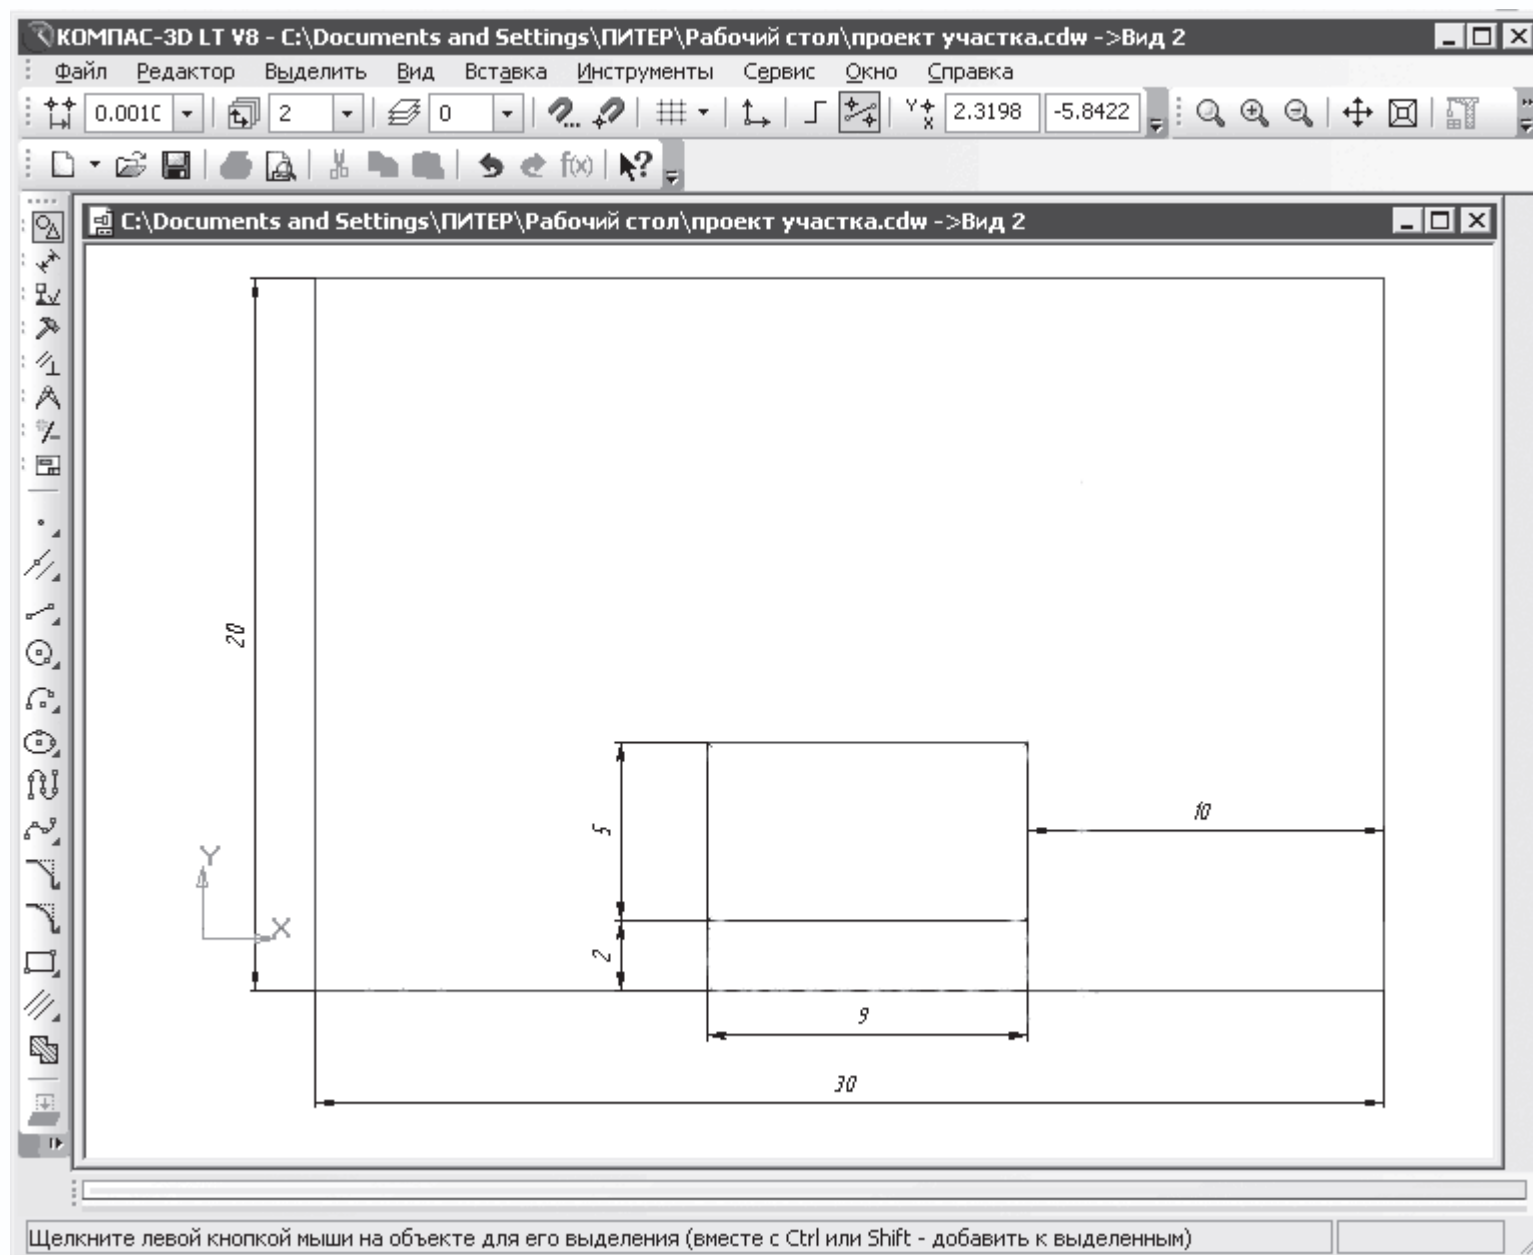 КОМПАС-3D LT V8 - C:\Documents and Settings\ПИТЕР\Рабочий стол\проект участка.cdw ->Вид 2
Файл Редактор Выделить Вид Вставка Инструменты Сервис Окно Справка
0.001 2 0 2.3198 -5.8422
f(x)
C:\Documents and Settings\ПИТЕР\Рабочий стол\проект участка.cdw ->Вид 2
20
10
5
Y
X
2
9
30
Щелкните левой кнопкой мыши на объекте для его выделения (вместе с Ctrl или Shift - добавить к выделенным)